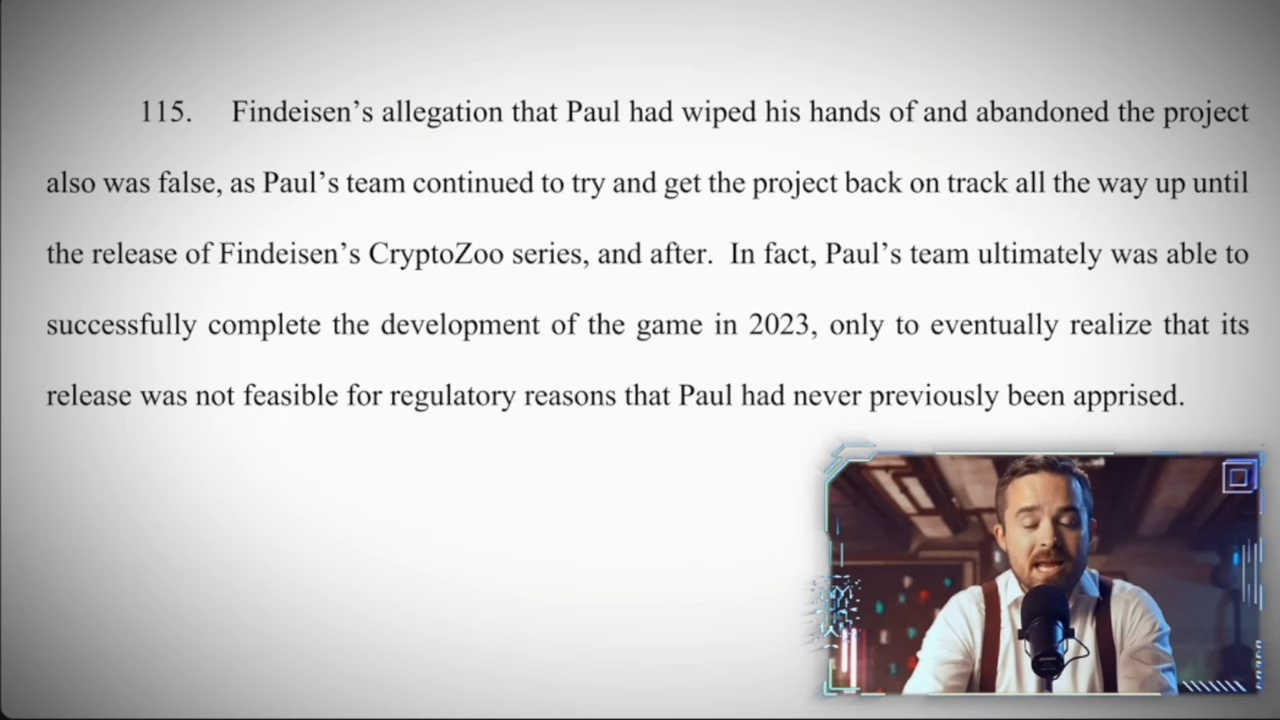 115. Findeisen’s allegation that Paul had wiped his hands of and abandoned the project
also was false, as Paul’s team continued to try and get the project back on track all the way up until
the release of Findeisen’s CryptoZoo series, and after. In fact, Paul’s team ultimately was able to
successfully complete the development of the game in 2023, only to eventually realize that its
release was not feasible for regulatory reasons that Paul had never previously been apprised.